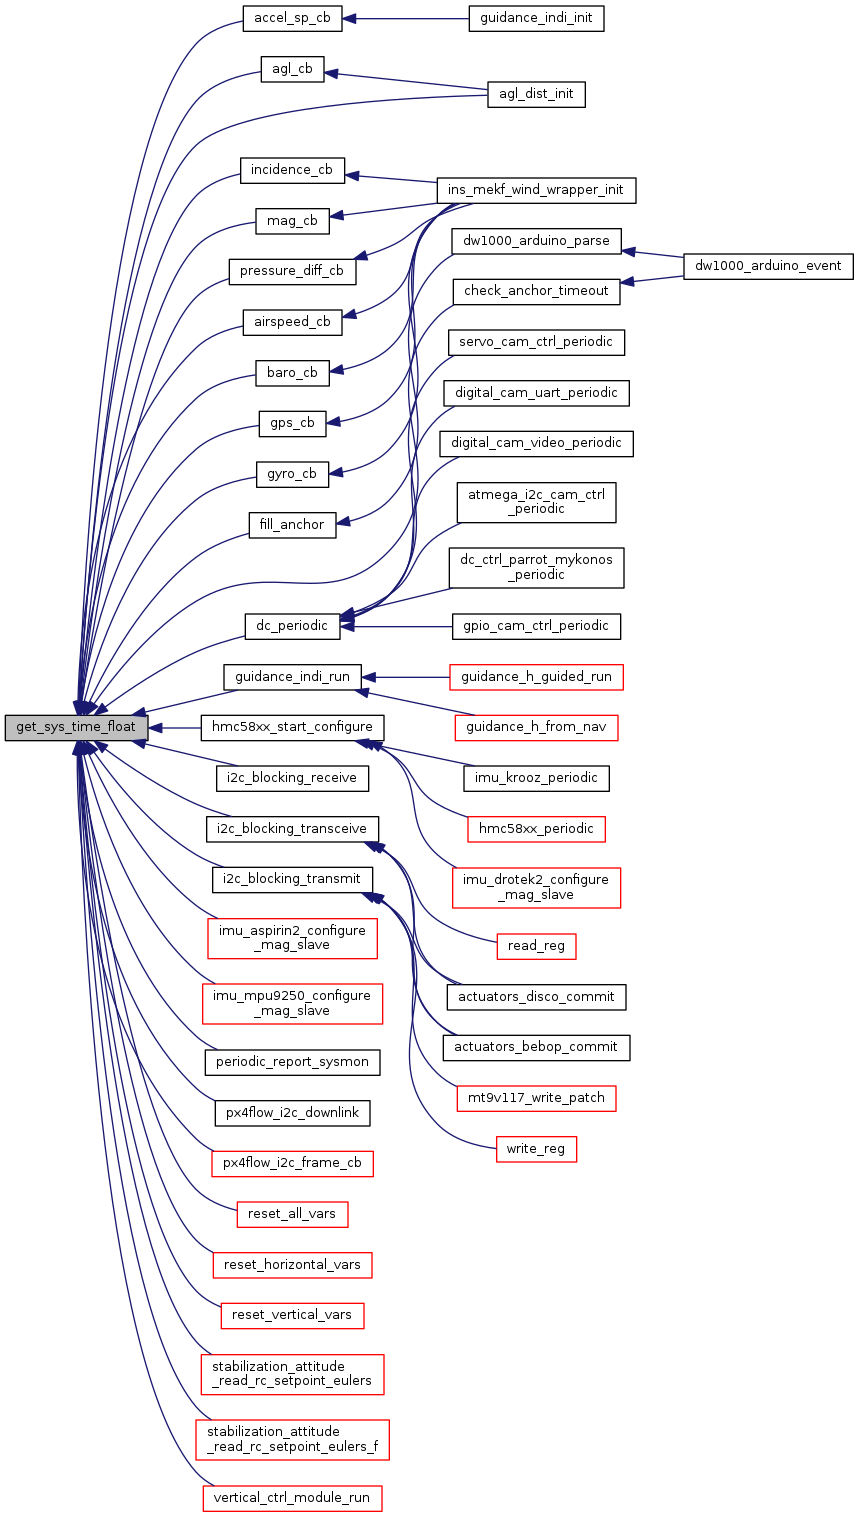 accel_sp_cb
guidance_indi_init
agl_cb
agl_dist_init
incidence_cb
ins_mekf_wind_wrapper_init
mag_cb
dw1000_arduino_parse
pressure_diff_cb
dw1000_arduino_event
check_anchor_timeout
airspeed_cb
servo_cam_ctrl_periodic
baro_cb
digital_cam_uart_periodic
gps_cb
digital_cam_video_periodic
gyro_cb
atmega_i2c_cam_ctrl
_periodic
fill_anchor
dc_ctrl_parrot_mykonos
_periodic
dc_periodic
gpio_cam_ctrl_periodic
guidance_indi_run
guidance_h_guided_run
get_sys_time_float
hmc58xx_start_configure
guidance_h_from_nav
i2c_blocking_receive
imu_krooz_periodic
i2c_blocking_transceive
hmc58xx_periodic
i2c_blocking_transmit
imu_drotek2_configure
_mag_slave
imu_aspirin2_configure
_mag_slave
read_reg
imu_mpu9250_configure
_mag_slave
actuators_disco_commit
periodic_report_sysmon
actuators_bebop_commit
px4flow_i2c_downlink
mt9v117_write_patch
px4flow_i2c_frame_cb
write_reg
reset_all_vars
reset_horizontal_vars
reset_vertical_vars
stabilization_attitude
_read_rc_setpoint_eulers
stabilization_attitude
_read_rc_setpoint_eulers_f
vertical_ctrl_module_run